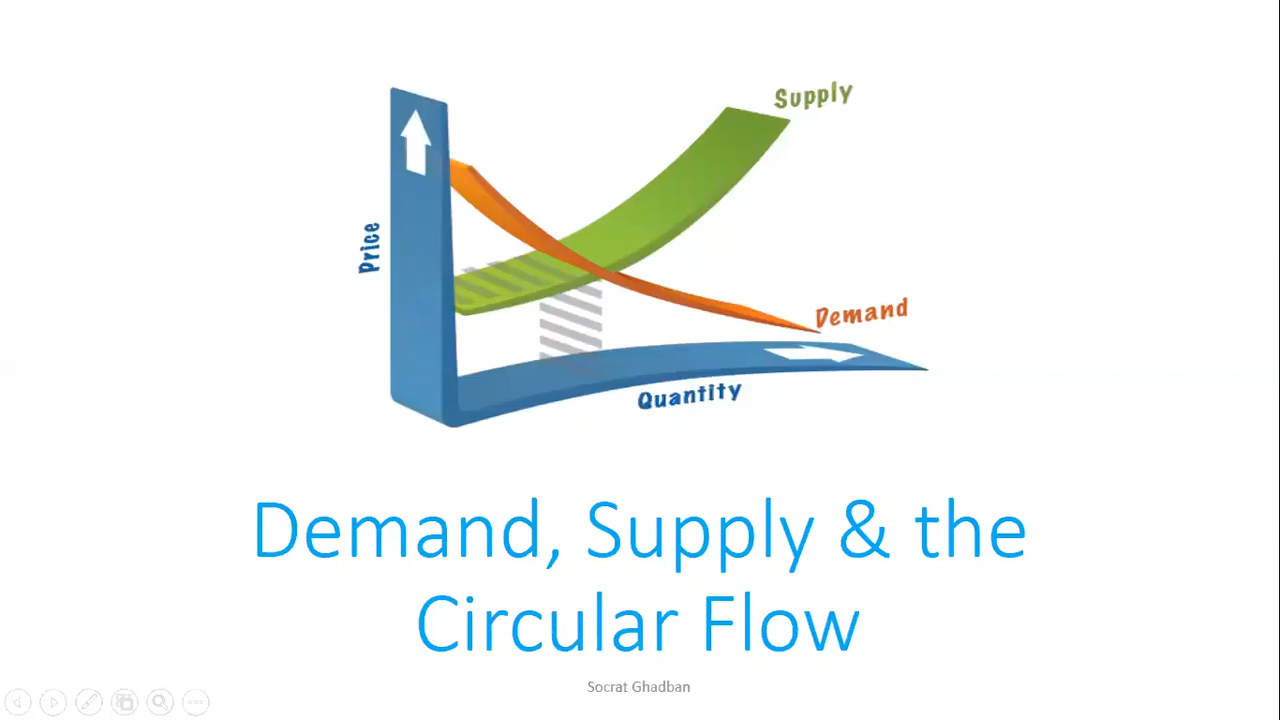 Supply
Price
Demand
Quantity
Demand, Supply & the
Circular Flow
Socrat Ghadban